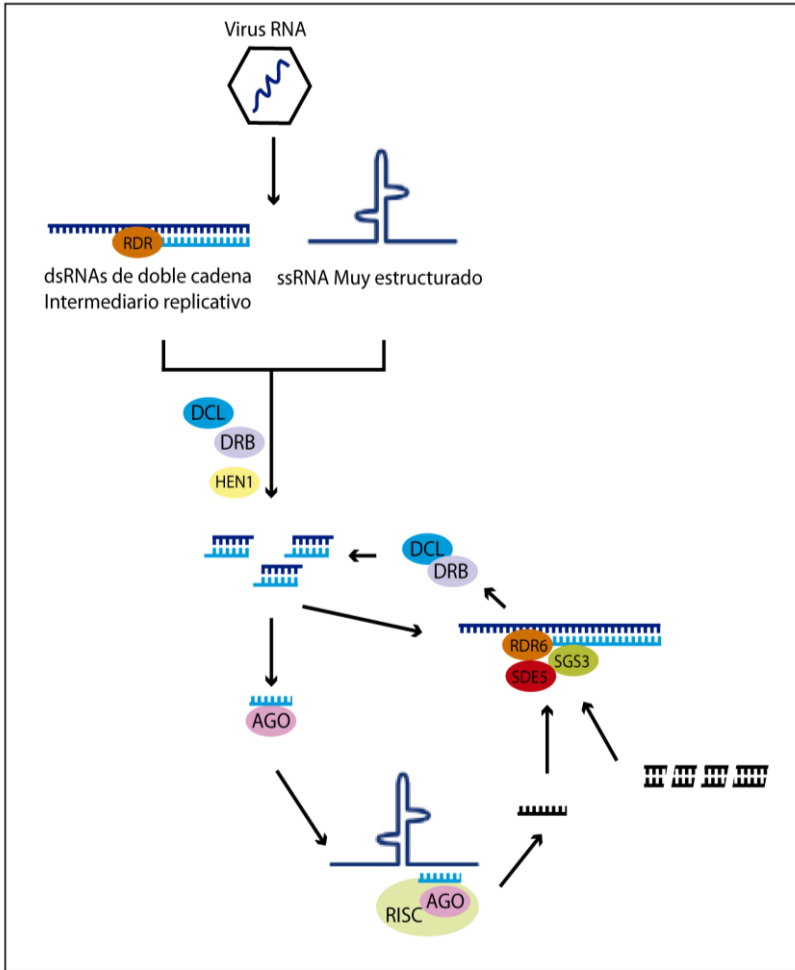 Virus RNA
RDR
dsRNAs de doble cadena
Intermediario replicativo
ssRNA Muy estructurado
DCL
DRB
HEN1
DCL
DRB
RDR6
SGS3
SDE5
AGO
AGO
RISC